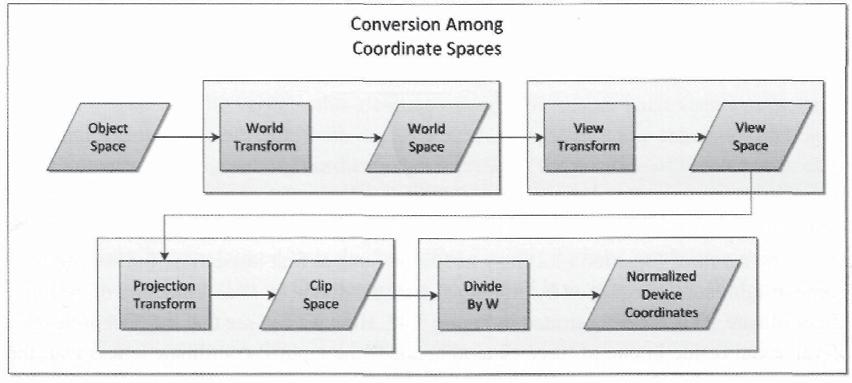 Conversion Among
Coordinate Spaces
Object
Space
World
Transform
World
Space
View
Transform
View
Space
Projection
Transform
Clip
Space
Divide
By W
Normalized
Device
Coordinates